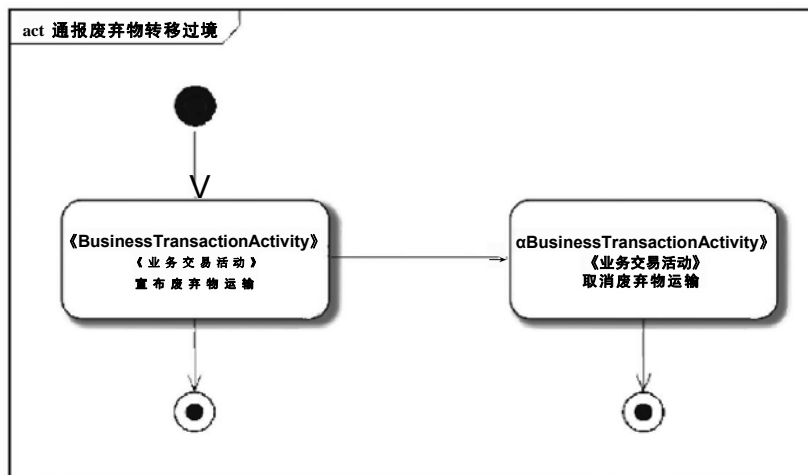 act 通报废弃物转移过境
《BusinessTransactionActivity》
《业务交易活动》
宣布废弃物运输
αBusinessTransactionActivity》
《业务交易活动》
取消废弃物运输